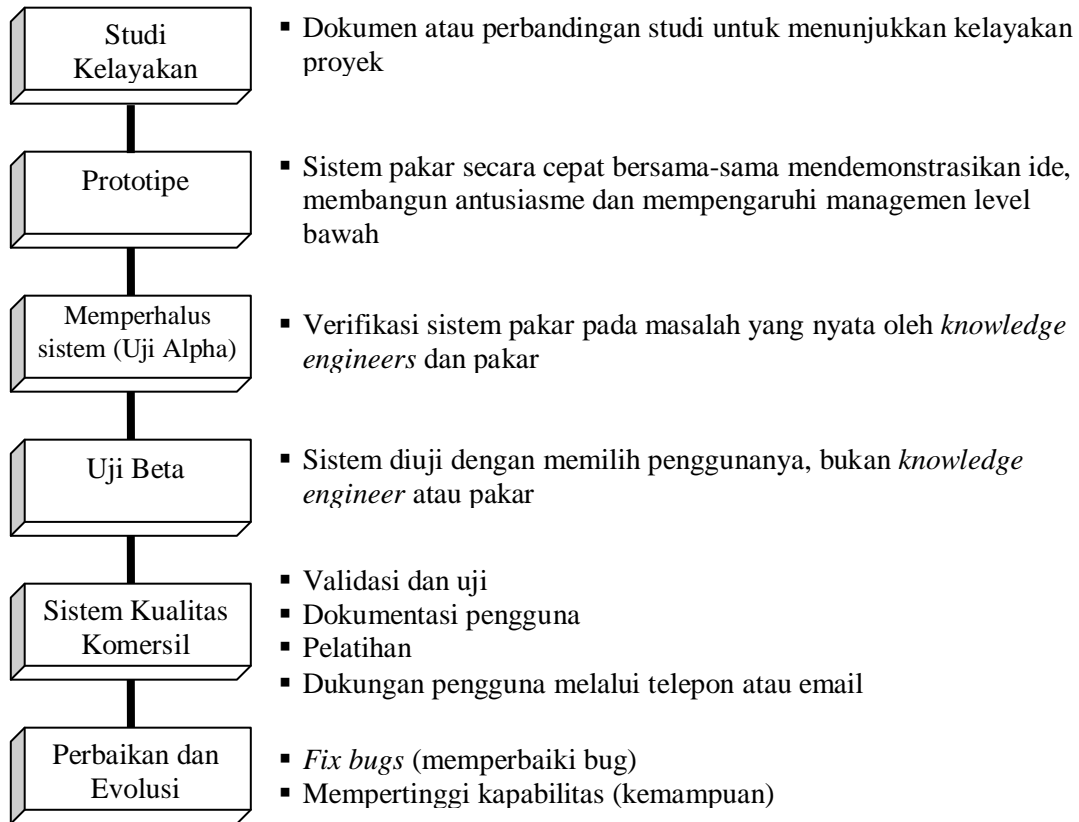 Studi
Kelayakan
▪ Dokumen atau perbandingan studi untuk menunjukkan kelayakan
proyek
Prototipe
▪ Sistem pakar secara cepat bersama-sama mendemonstrasikan ide,
membangun antusiasme dan mempengaruhi managemen level
bawah
Memperhalus
sistem (Uji Alpha)
▪ Verifikasi sistem pakar pada masalah yang nyata oleh knowledge
engineers dan pakar
Uji Beta
▪ Sistem diuji dengan memilih penggunanya, bukan knowledge
engineer atau pakar
Sistem Kualitas
Komersil
▪ Validasi dan uji
▪ Dokumentasi pengguna
▪ Pelatihan
▪ Dukungan pengguna melalui telepon atau email
Perbaikan dan
Evolusi
▪ Fix bugs (memperbaiki bug)
▪ Mempertinggi kapabilitas (kemampuan)